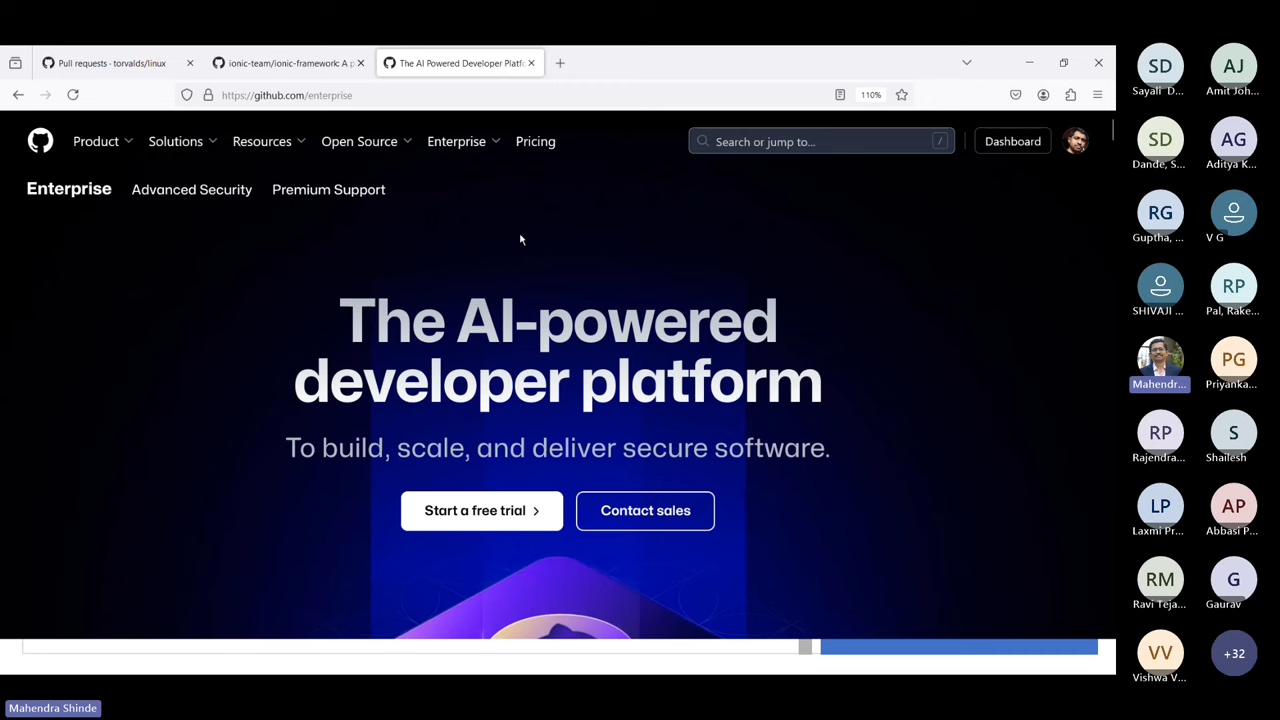 Pull requests · torvalds/linux
ionic-team/ionic-framework: A p
The AI Powered Developer Platf
https://github.com/enterprise
110%
Product
Solutions
Resources
Open Source
Enterprise
Pricing
Search or jump to...
/
Dashboard
Enterprise
Advanced Security
Premium Support
The AI-powered
developer platform
To build, scale, and deliver secure software.
Start a free trial
Contact sales
SD
Sayali D...
AJ
Amit Joh...
SD
Dande, S...
AG
Aditya K...
RG
Guptha, ...
V G
SHIVAJI ...
RP
Pal, Rake...
Mahendr...
PG
Priyanka...
RP
Rajendra...
S
Shailesh
LP
Laxmi Pr...
AP
Abbasi P...
RM
Ravi Teja...
G
Gaurav
VV
Vishwa V...
+32
Mahendra Shinde